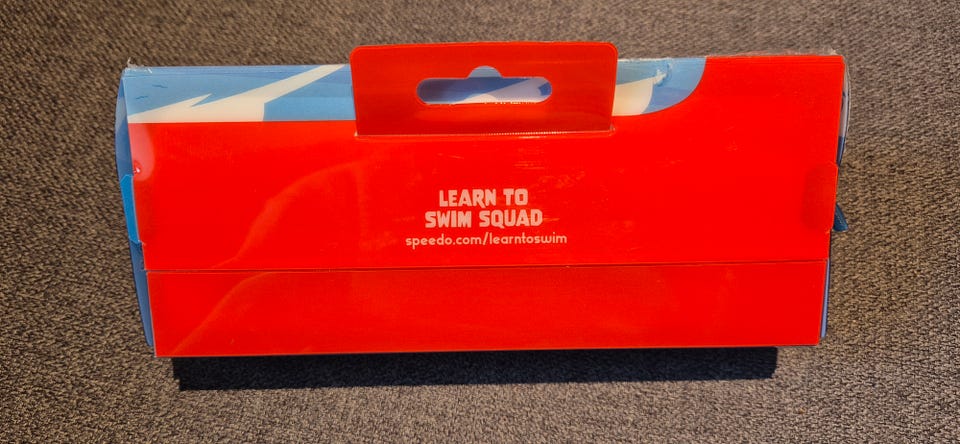 LEARN TO
SWIM SQUAD
speedo.com/learntoswim